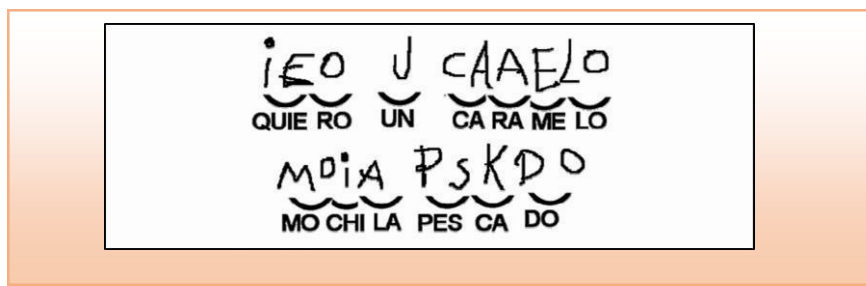 iEO U CAAELO
QUIE RO UN CA RA ME LO
MOiA PSKDO
MO CHI LA PES CA DO